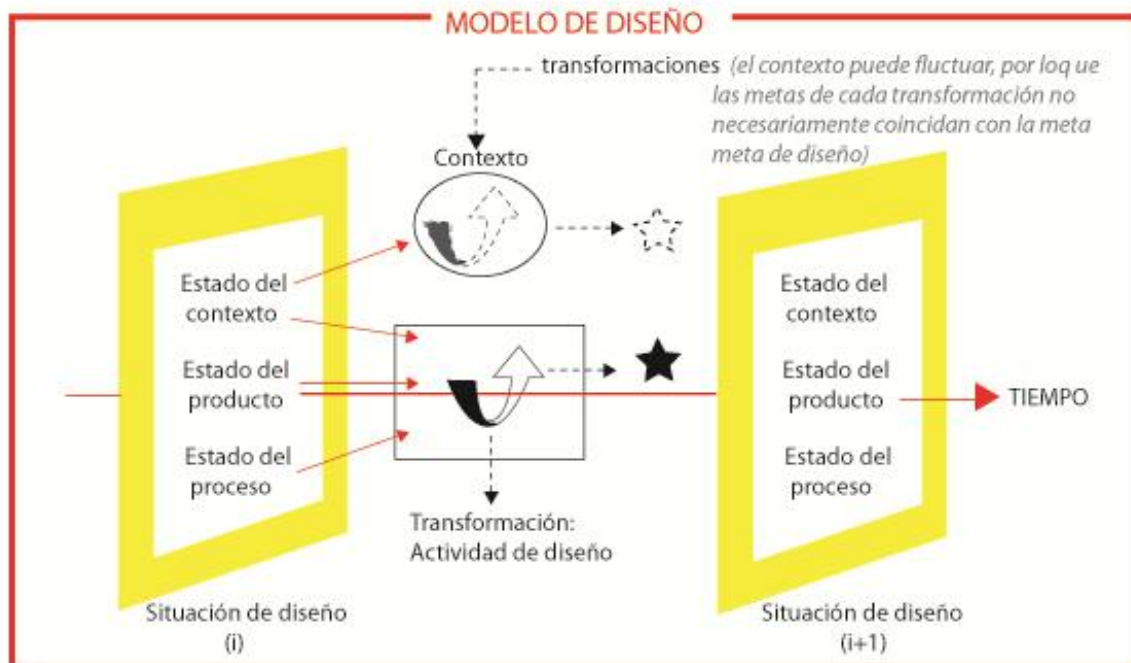 MODELO DE DISEÑO
transformaciones (el contexto puede fluctuar, por loq ue
las metas de cada transformación no
necesariamente coincidan con la meta
meta de diseño)
Contexto
Estado del
contexto
Estado del
producto
Estado del
proceso
Transformación:
Actividad de diseño
Situación de diseño
(i)
Estado del
contexto
Estado del
producto
Estado del
proceso
TIEMPO
Situación de diseño
(i+1)